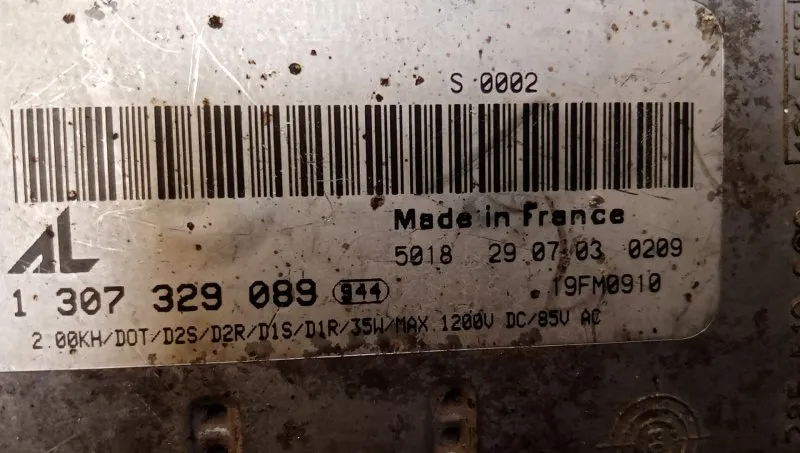 S 0002
AL
Made in France
5018 29 07 03 0209
1 307 329 089 944
19FM0910
2.00KH/DOT/D2S/D2R/D1S/D1R/35W/MAX.1200V DC/85V AC